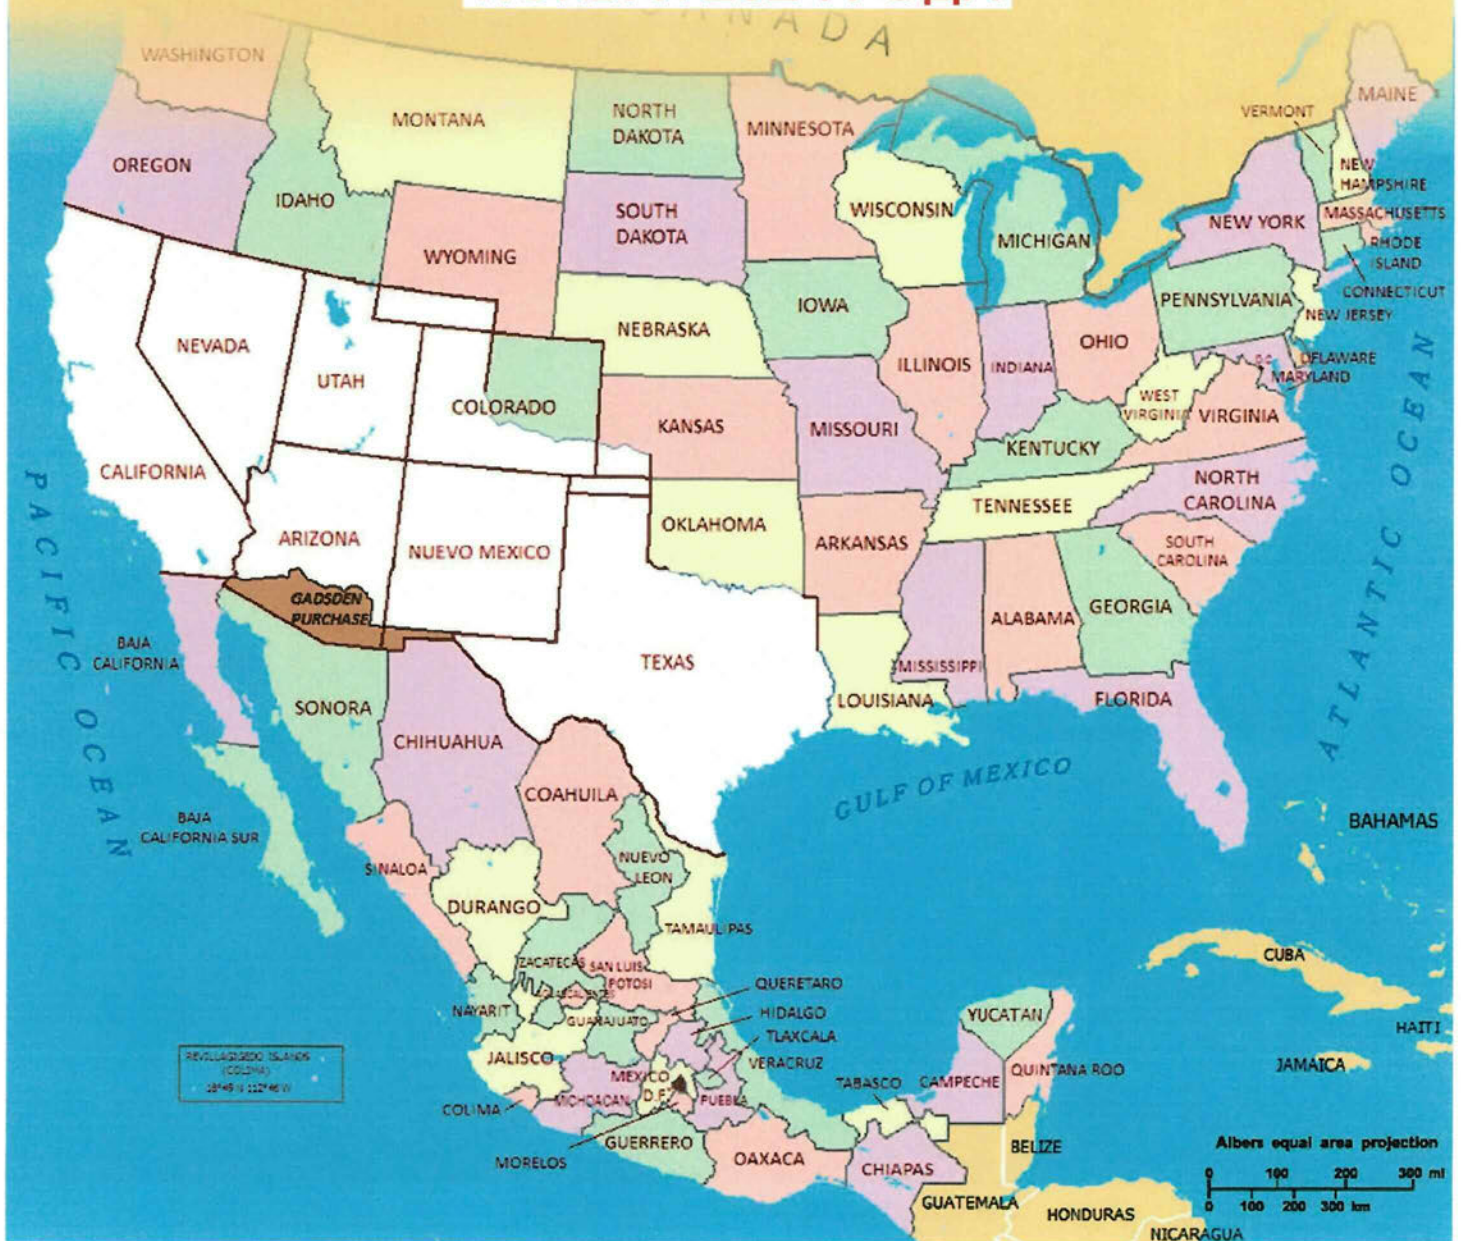 CANADA
WASHINGTON
MONTANA
NORTH
DAKOTA
MINNESOTA
VERMONT
MAINE
OREGON
IDAHO
NEW
HAMPSHIRE
WYOMING
SOUTH
DAKOTA
WISCONSIN
MICHIGAN
NEW YORK
MASSACHUSETTS
RHODE
ISLAND
CONNECTICUT
NEBRASKA
IOWA
PENNSYLVANIA
NEW JERSEY
NEVADA
UTAH
COLORADO
ILLINOIS
INDIANA
OHIO
D.C.
DELAWARE
MARYLAND
KANSAS
MISSOURI
WEST
VIRGINIA
VIRGINIA
KENTUCKY
CALIFORNIA
NORTH
CAROLINA
TENNESSEE
ARIZONA
NUEVO MEXICO
OKLAHOMA
ARKANSAS
SOUTH
CAROLINA
PACIFIC OCEAN
ATLANTIC OCEAN
GADSDEN
PURCHASE
ALABAMA
GEORGIA
BAJA
CALIFORNIA
TEXAS
MISSISSIPPI
SONORA
LOUISIANA
FLORIDA
CHIHUAHUA
GULF OF MEXICO
COAHUILA
BAJA
CALIFORNIA SUR
BAHAMAS
SINALOA
NUEVO
LEON
DURANGO
TAMAULIPAS
CUBA
ZACATECAS
SAN LUIS
POTOSI
QUERETARO
AGUASCALIENTES
NAYARIT
GUANAJUATO
HIDALGO
YUCATAN
HAITI
TLAXCALA
JALISCO
VERACRUZ
JAMAICA
REVILLAGIGEDO ISLANDS
(COLIMA)
MEXICO
D.F.
TABASCO
CAMPECHE
QUINTANA ROO
COLIMA
MICHOACAN
PUEBLA
GUERRERO
BELIZE
Albers equal area projection
MORELOS
OAXACA
CHIAPAS
0 100 200 300 mi
0 100 200 300 km
GUATEMALA
HONDURAS
NICARAGUA